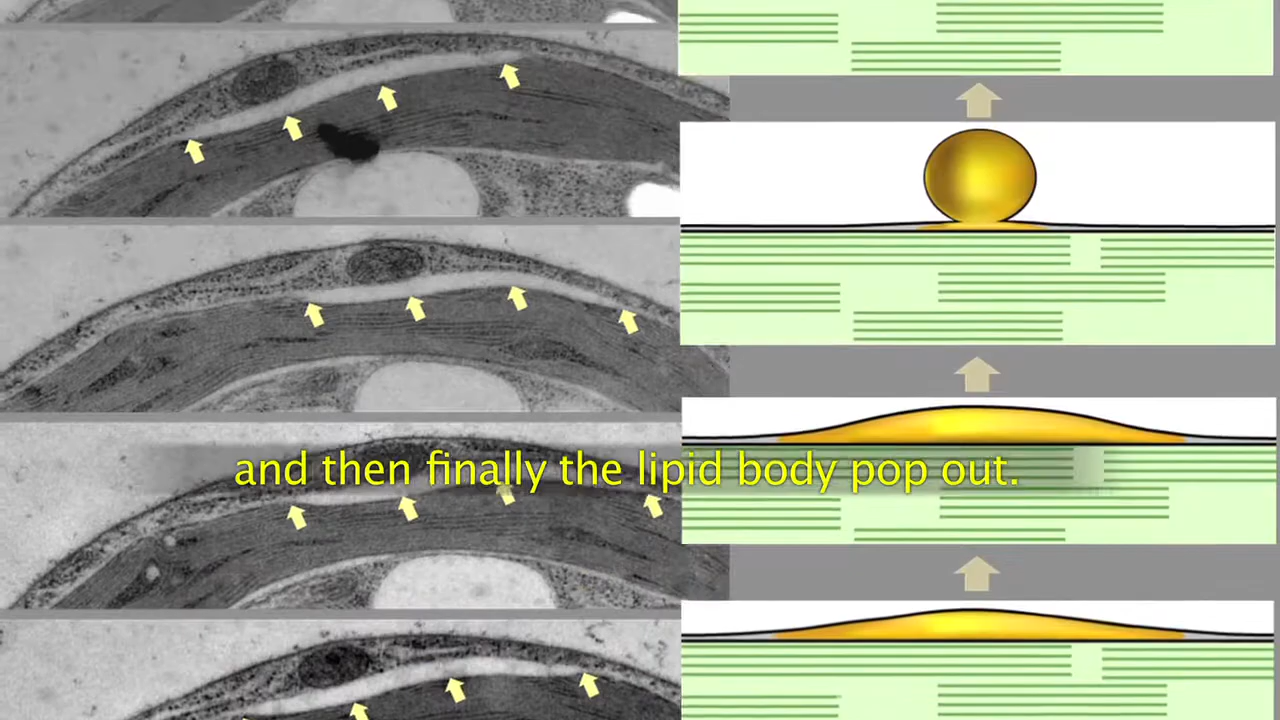 and then finally the lipid body pop out.